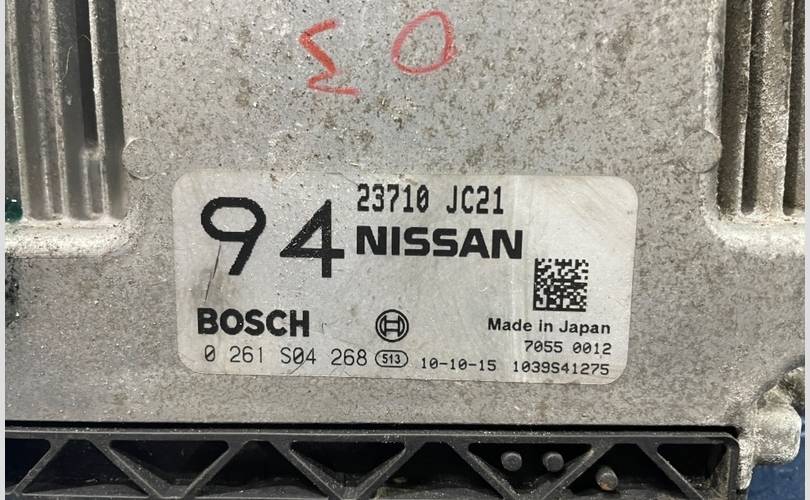 Σ 0
94 23710 JC21
NISSAN
BOSCH
Made in Japan
7055 0012
0 261 S04 268 513 10-10-15 1039S41275